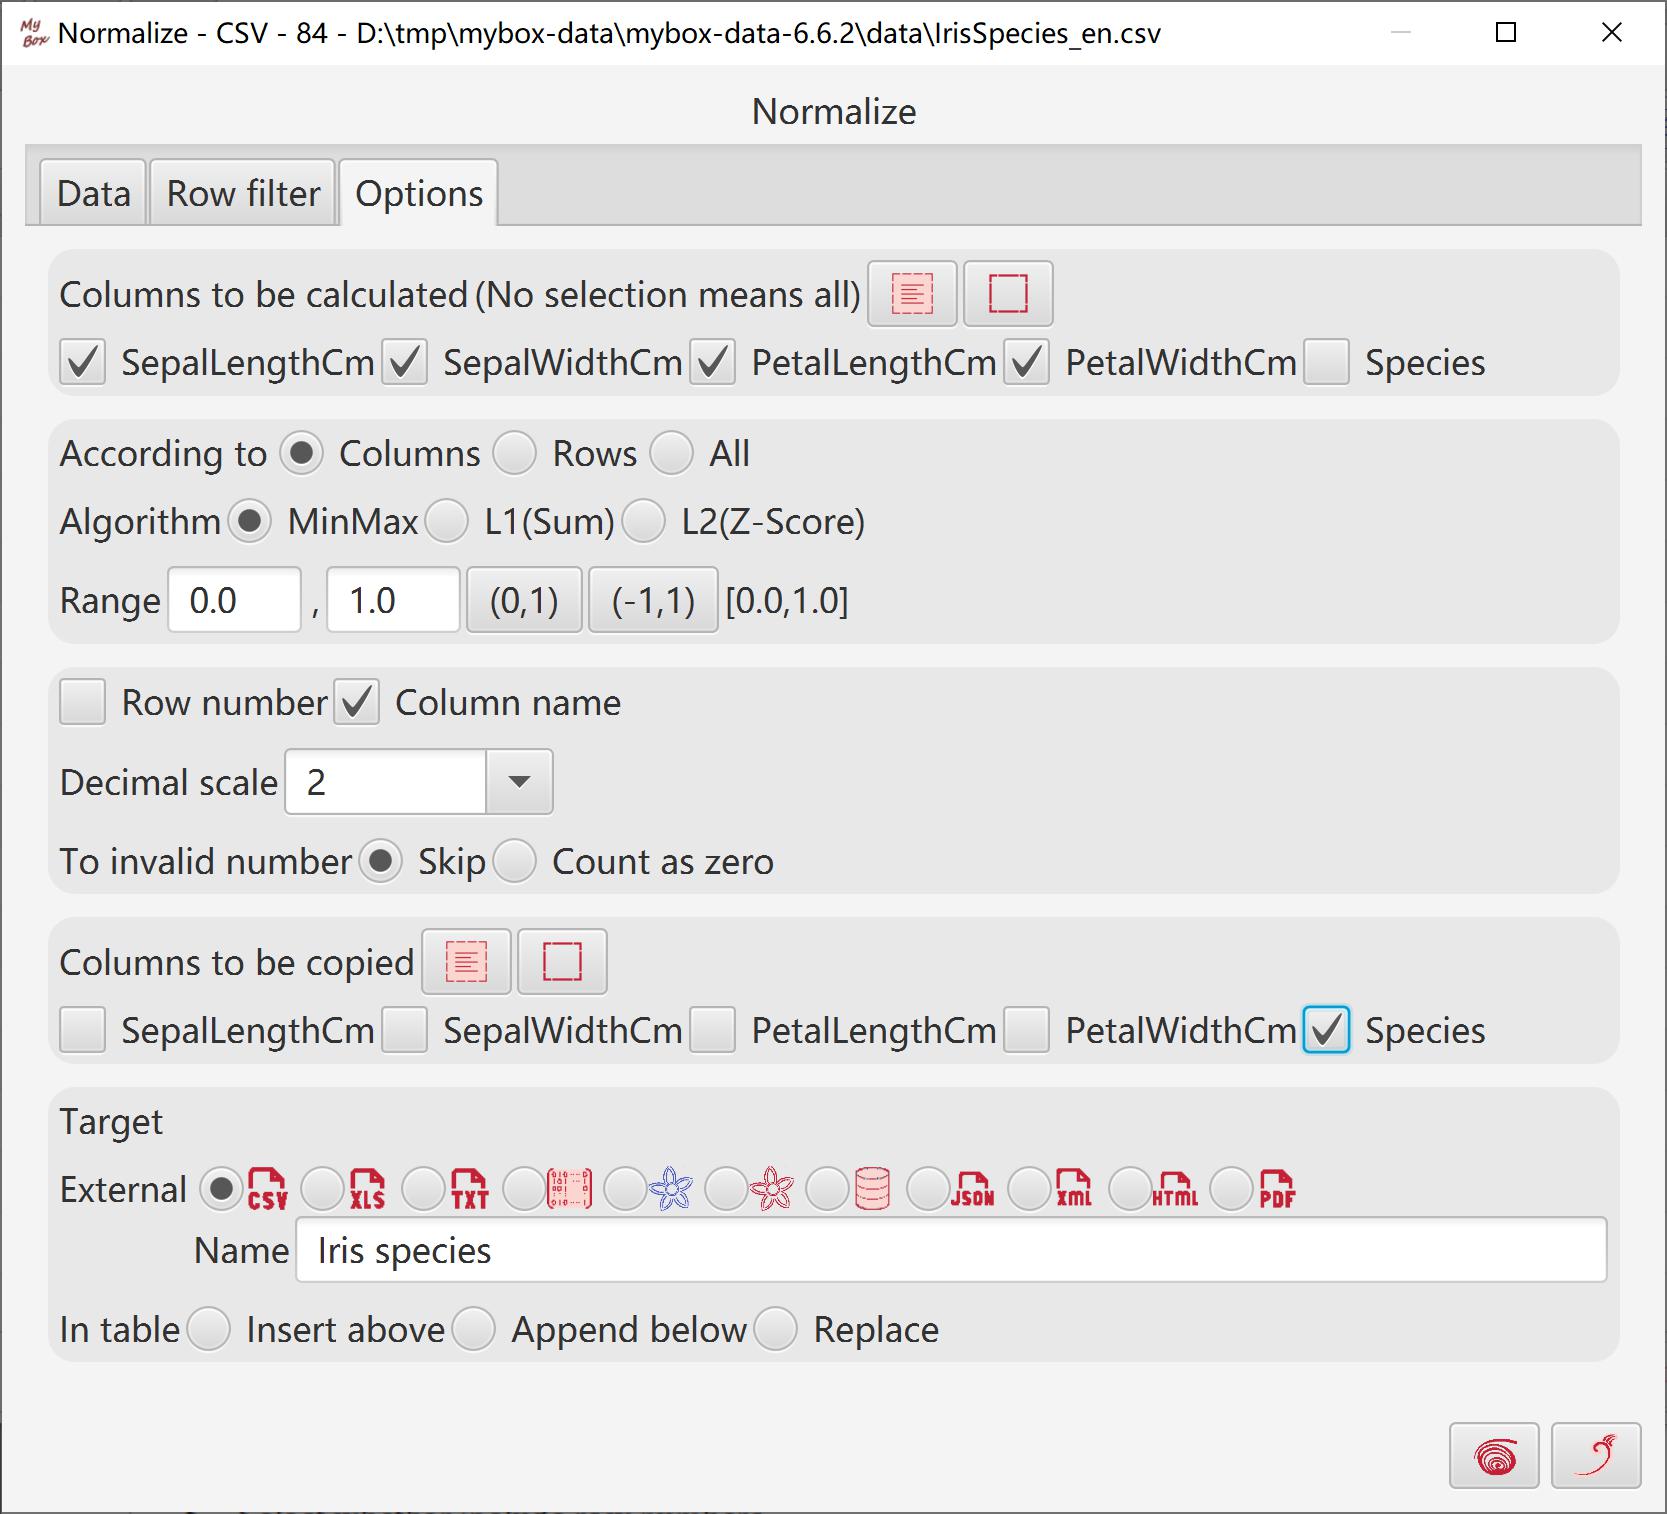 My Box Normalize - CSV - 84 - D:\tmp\mybox-data\mybox-data-6.6.2\data\IrisSpecies_en.csv
Normalize
Data Row filter Options
Columns to be calculated (No selection means all)
SepalLengthCm SepalWidthCm PetalLengthCm PetalWidthCm Species
According to Columns Rows All
Algorithm MinMax L1(Sum) L2(Z-Score)
Range 0.0 , 1.0 (0,1) (-1,1) [0.0,1.0]
Row number Column name
Decimal scale 2
To invalid number Skip Count as zero
Columns to be copied
SepalLengthCm SepalWidthCm PetalLengthCm PetalWidthCm Species
Target
External CSV XLS TXT JSON XML HTML PDF
Name Iris species
In table Insert above Append below Replace